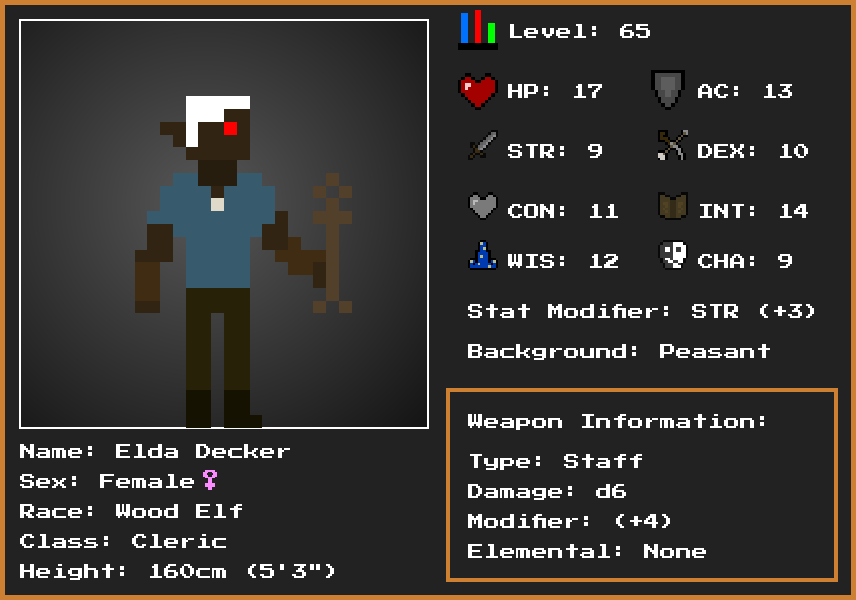 Level: 65
HP: 17 AC: 13
STR: 9 DEX: 10
CON: 11 INT: 14
WIS: 12 CHA: 9
Stat Modifier: STR (+3)
Background: Peasant
Weapon Information:
Type: Staff
Damage: d6
Modifier: (+4)
Elemental: None
Name: Elda Decker
Sex: Female♀
Race: Wood Elf
Class: Cleric
Height: 160cm (5'3")